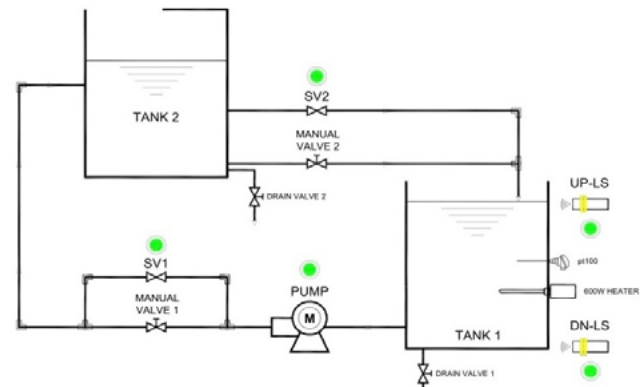 SV2
TANK 2
MANUAL
VALVE 2
UP-LS
DRAIN VALVE 2
SV1
pt100
PUMP
600W HEATER
MANUAL
VALVE 1
M
TANK 1
DN-LS
DRAIN VALVE 1